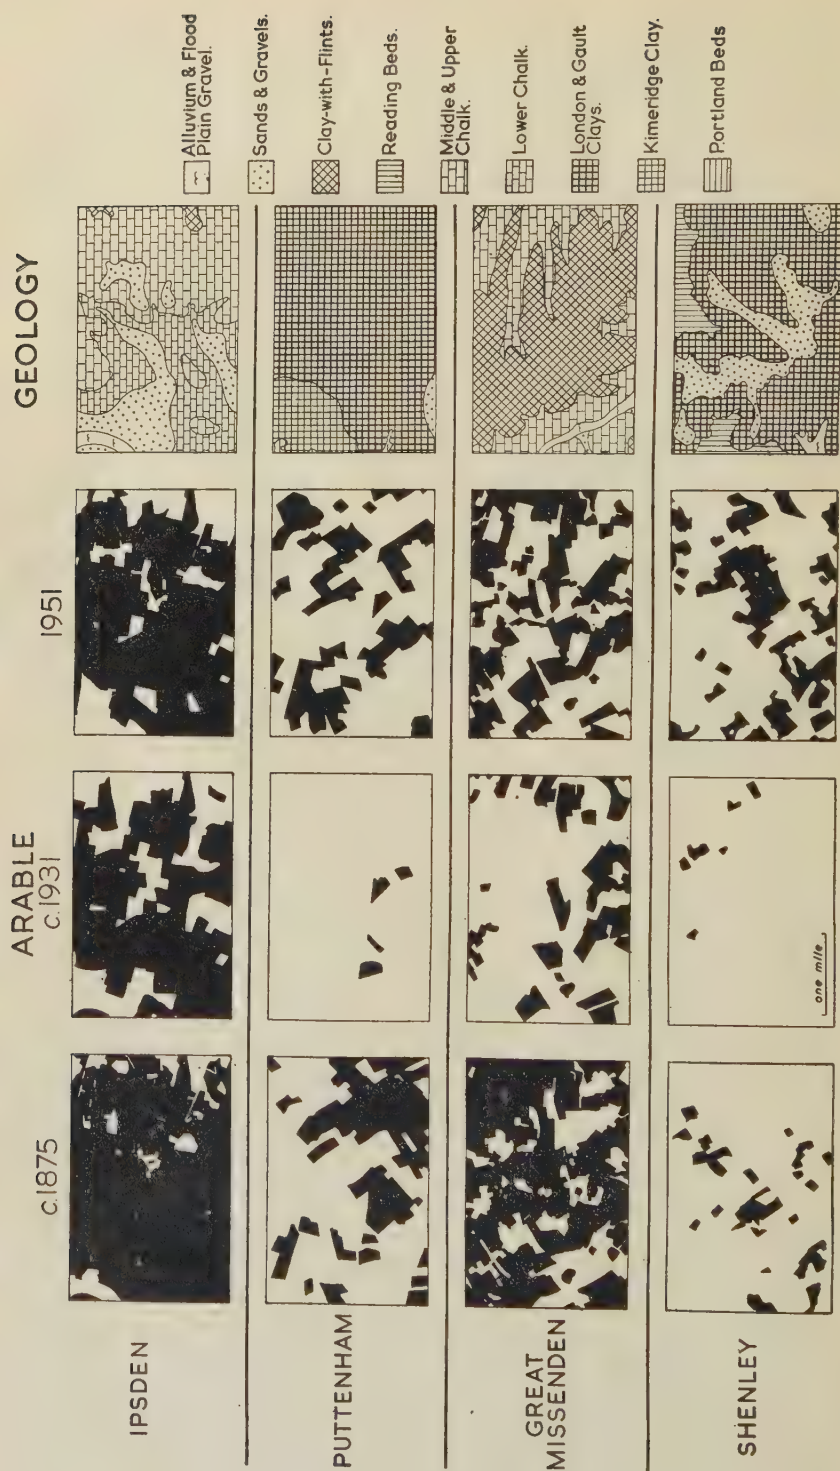 ARABLE
GEOLOGY
c.1875
c.1931
1951
IPSDEN
PUTTENHAM
GREAT
MISSENDEN
SHENLEY
one mile
Alluvium & Flood
Plain Gravel.
Sands & Gravels.
Clay-with-Flints.
Reading Beds.
Middle & Upper
Chalk.
Lower Chalk.
London & Gault
Clays.
Kimeridge Clay.
Portland Beds